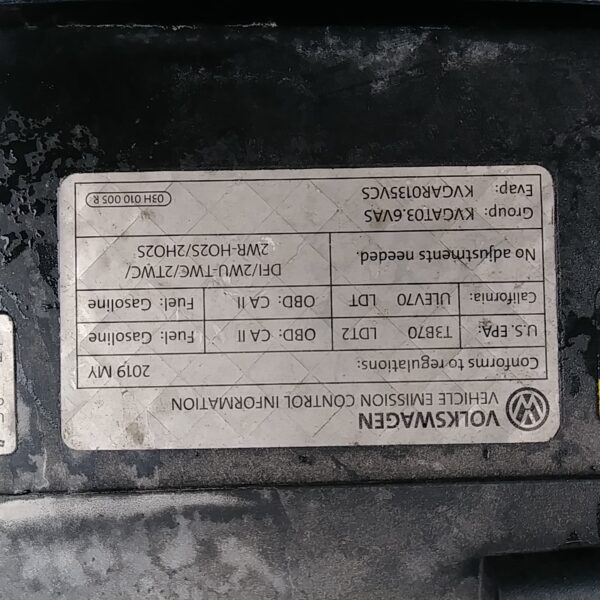 VOLKSWAGEN
VEHICLE EMISSION CONTROL INFORMATION
Conforms to regulations: 2019 MY
U.S. EPA: T3B70 LDT2 OBD: CA II Fuel: Gasoline
California: ULEV70 LDT OBD: CA II Fuel: Gasoline
No adjustments needed. DFI/2WU-TWE/2TWC/
2WR-HO2S/2HO2S
Group: KVGAT03.6VAS
Evap: KVGAR0135VCS 03H 010 005 R